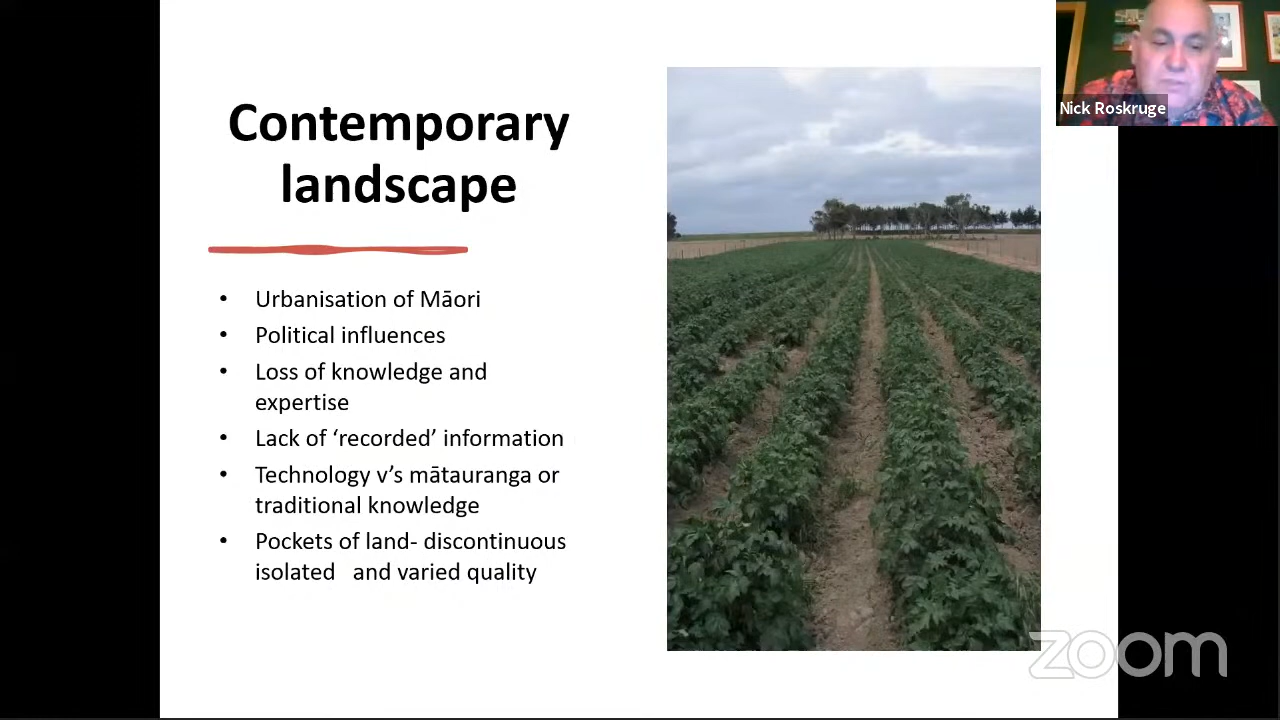 Contemporary
landscape
• Urbanisation of Māori
• Political influences
• Loss of knowledge and
expertise
• Lack of ‘recorded’ information
• Technology v’s mātauranga or
traditional knowledge
• Pockets of land- discontinuous
isolated   and varied quality
Nick Roskruge
zoom